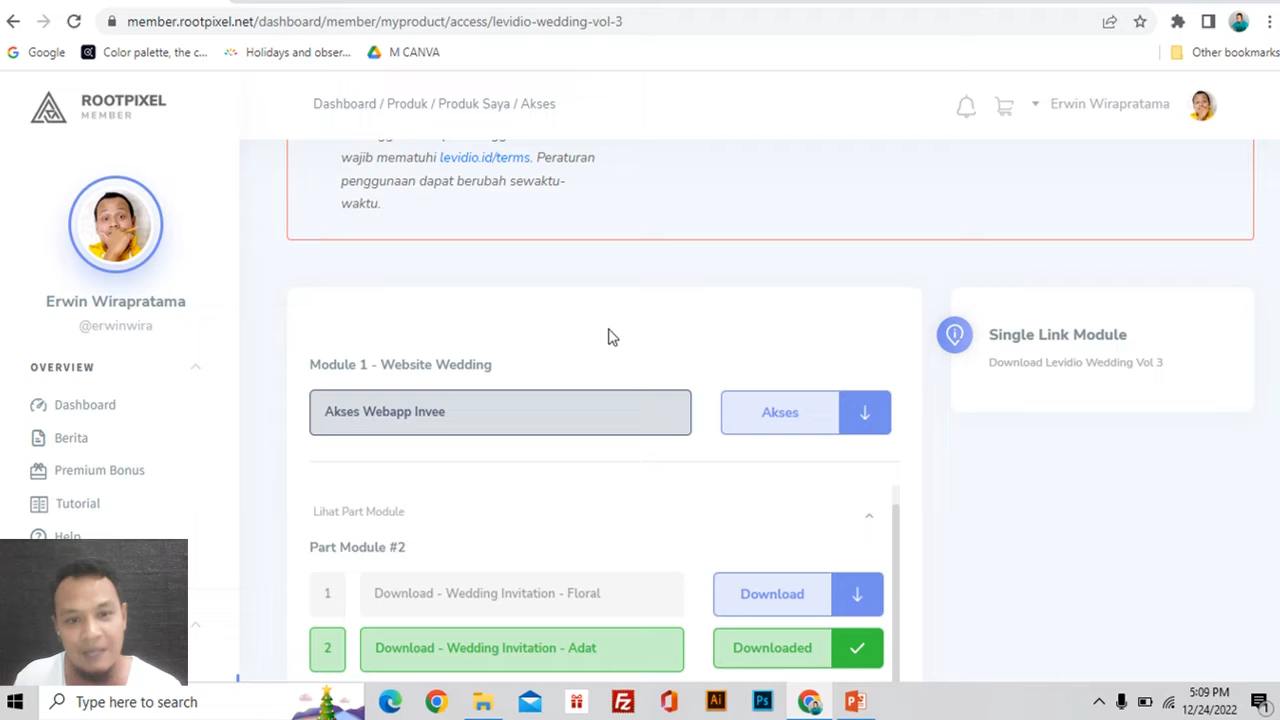 member.rootpixel.net/dashboard/member/myproduct/access/levidio-wedding-vol-3
Google
Color palette, the c...
Holidays and obser...
M CANVA
Other bookmarks
ROOTPIXEL
MEMBER
Dashboard / Produk / Produk Saya / Akses
Erwin Wirapratama
wajib mematuhi levidio.id/terms. Peraturan
penggunaan dapat berubah sewaktu-
waktu.
Erwin Wirapratama
@erwinwira
OVERVIEW
Dashboard
Berita
Premium Bonus
Tutorial
Help
Module 1 - Website Wedding
Akses Webapp Invee
Akses
Single Link Module
Download Levidio Wedding Vol 3
Lihat Part Module
Part Module #2
1
Download - Wedding Invitation - Floral
Download
2
Download - Wedding Invitation - Adat
Downloaded
Type here to search
Ai
Ps
5:09 PM
12/24/2022
1